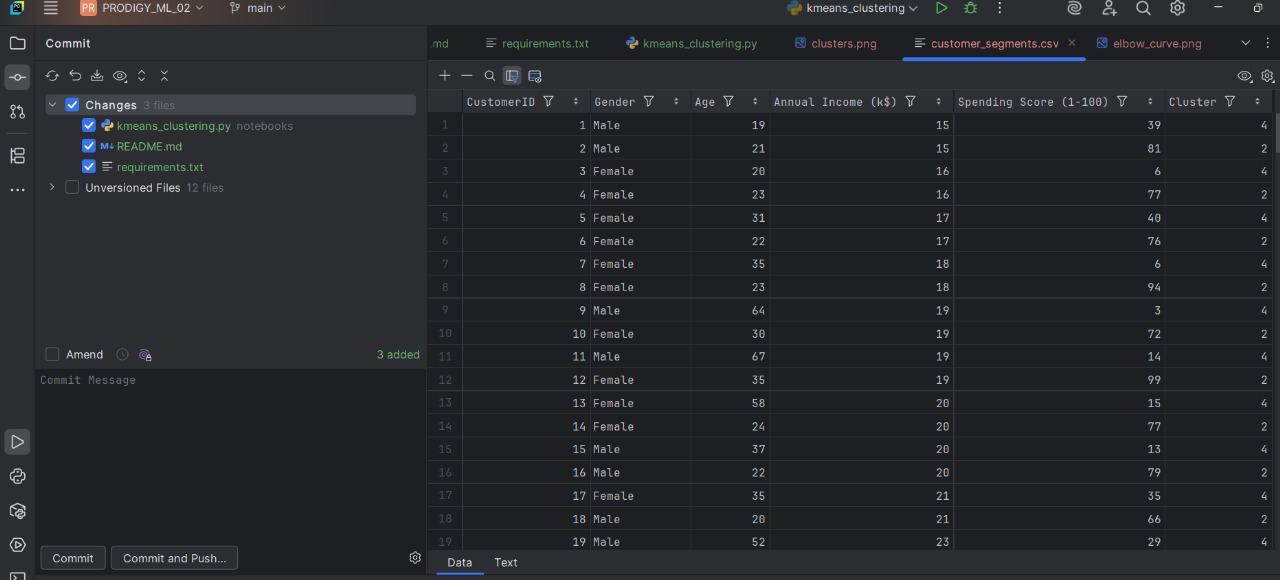 PR PRODIGY_ML_02 main kmeans_clustering
Commit
.md requirements.txt kmeans_clustering.py clusters.png customer_segments.csv elbow_curve.png
Changes 3 files
kmeans_clustering.py notebooks
README.md
requirements.txt
Unversioned Files 12 files
Amend 3 added
Commit Message
Commit Commit and Push...
CustomerID Gender Age Annual Income (k$) Spending Score (1-100) Cluster
1 1 Male 19 15 39 4
2 2 Male 21 15 81 2
3 3 Female 20 16 6 4
4 4 Female 23 16 77 2
5 5 Female 31 17 40 4
6 6 Female 22 17 76 2
7 7 Female 35 18 6 4
8 8 Female 23 18 94 2
9 9 Male 64 19 3 4
10 10 Female 30 19 72 2
11 11 Male 67 19 14 4
12 12 Female 35 19 99 2
13 13 Female 58 20 15 4
14 14 Female 24 20 77 2
15 15 Male 37 20 13 4
16 16 Male 22 20 79 2
17 17 Female 35 21 35 4
18 18 Male 20 21 66 2
19 19 Male 52 23 29 4
Data Text